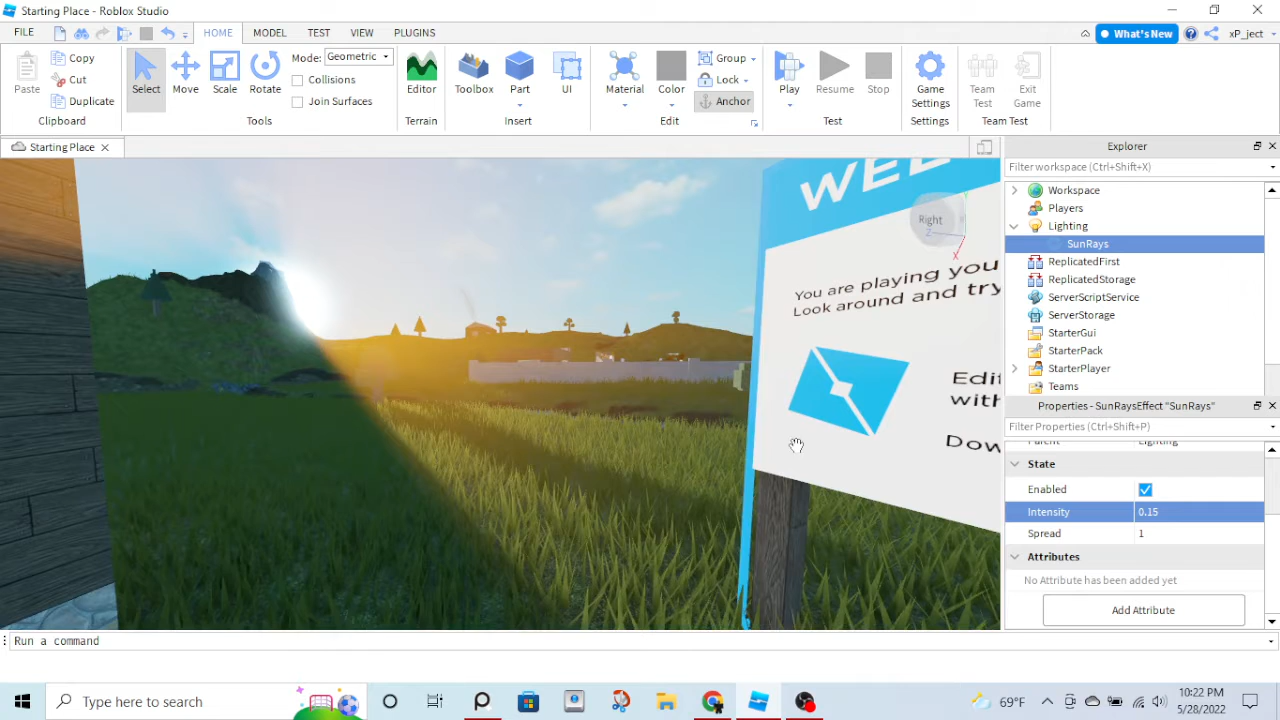 Starting Place - Roblox Studio
FILE
HOME
MODEL
TEST
VIEW
PLUGINS
What's New
xP_ject
Paste
Copy
Cut
Duplicate
Clipboard
Select
Move
Scale
Rotate
Mode: Geometric
Collisions
Join Surfaces
Tools
Editor
Terrain
Toolbox
Part
UI
Insert
Material
Color
Group
Lock
Anchor
Edit
Play
Resume
Stop
Test
Game
Settings
Settings
Team
Test
Exit
Game
Team Test
Starting Place
WEL
Right
Z
X
You are playing you
Look around and try
Edi
with
Dow
Explorer
Filter workspace (Ctrl+Shift+X)
Workspace
Players
Lighting
SunRays
ReplicatedFirst
ReplicatedStorage
ServerScriptService
ServerStorage
StarterGui
StarterPack
StarterPlayer
Teams
Properties - SunRaysEffect "SunRays"
Filter Properties (Ctrl+Shift+P)
Parent Lighting
State
Enabled
Intensity 0.15
Spread 1
Attributes
No Attribute has been added yet
Add Attribute
Run a command
Type here to search
69°F
10:22 PM
5/28/2022